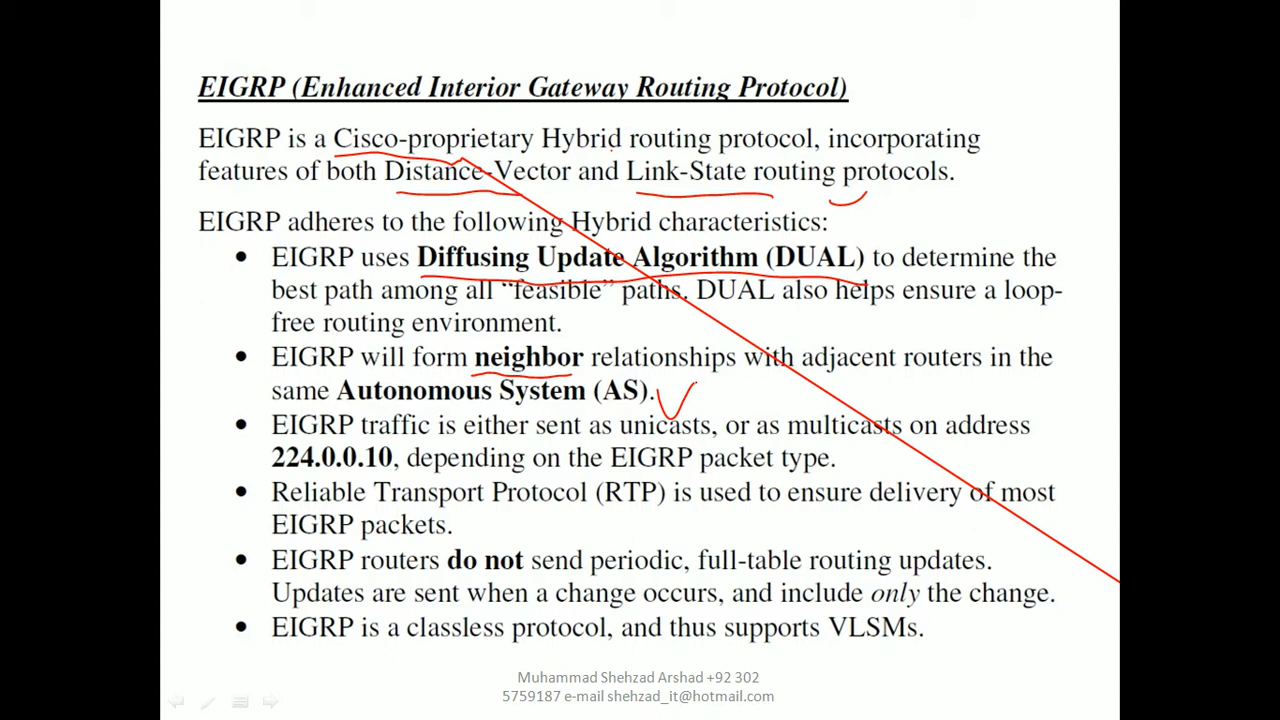 EIGRP (Enhanced Interior Gateway Routing Protocol)
EIGRP is a Cisco-proprietary Hybrid routing protocol, incorporating
features of both Distance-Vector and Link-State routing protocols.
EIGRP adheres to the following Hybrid characteristics:
• EIGRP uses Diffusing Update Algorithm (DUAL) to determine the
best path among all “feasible” paths. DUAL also helps ensure a loop-
free routing environment.
• EIGRP will form neighbor relationships with adjacent routers in the
same Autonomous System (AS).
• EIGRP traffic is either sent as unicasts, or as multicasts on address
224.0.0.10, depending on the EIGRP packet type.
• Reliable Transport Protocol (RTP) is used to ensure delivery of most
EIGRP packets.
• EIGRP routers do not send periodic, full-table routing updates.
Updates are sent when a change occurs, and include only the change.
• EIGRP is a classless protocol, and thus supports VLSMs.
Muhammad Shehzad Arshad +92 302
5759187 e-mail shehzad_it@hotmail.com